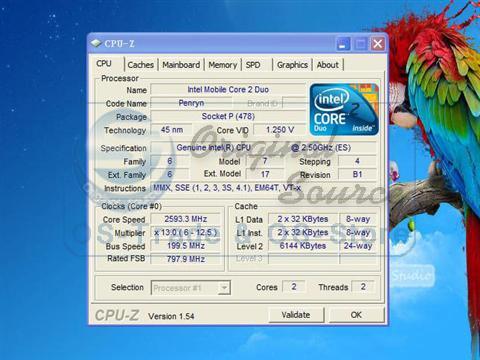 CPU-Z
CPU Caches Mainboard Memory SPD Graphics About
Processor
Name Intel Mobile Core 2 Duo
Code Name Penryn Brand ID
Package Socket P (478)
Technology 45 nm Core VID 1.250 V
intel
CORE 2
Duo inside
Specification Genuine Intel(R) CPU @ 2.50GHz (ES)
Family 6 Model 7 Stepping 4
Ext. Family 6 Ext. Model 17 Revision B1
Instructions MMX, SSE (1, 2, 3, 3S, 4.1), EM64T, VT-x
Clocks (Core #0)
Core Speed 2593.3 MHz
Multiplier x 13.0 ( 6 - 12.5 )
Bus Speed 199.5 MHz
Rated FSB 797.9 MHz
Cache
L1 Data 2 x 32 KBytes 8-way
L1 Inst. 2 x 32 KBytes 8-way
Level 2 6144 KBytes 24-way
Level 3
Selection Processor #1 Cores 2 Threads 2
CPU-Z Version 1.54 Validate OK
Original
Source
Studio